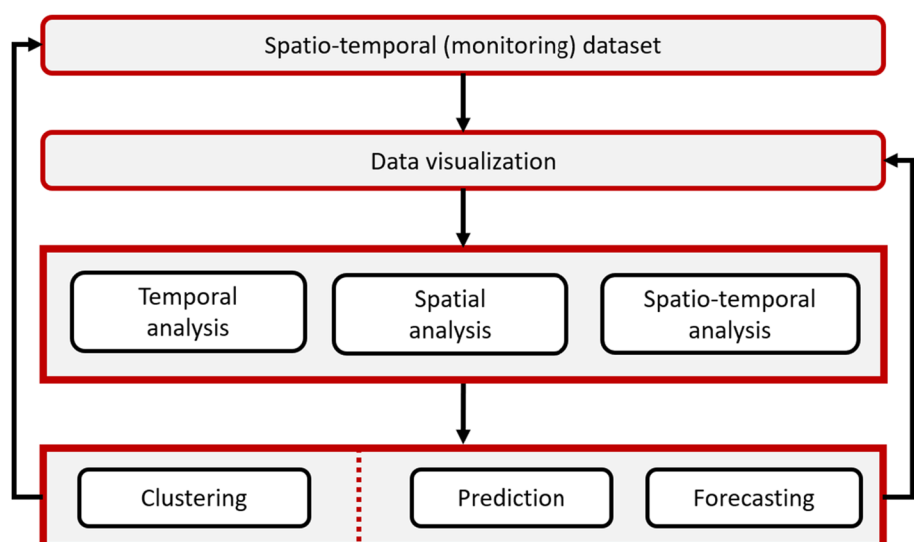 Spatio-temporal (monitoring) dataset
Data visualization
Temporal
analysis
Spatial
analysis
Spatio-temporal
analysis
Clustering
Prediction
Forecasting